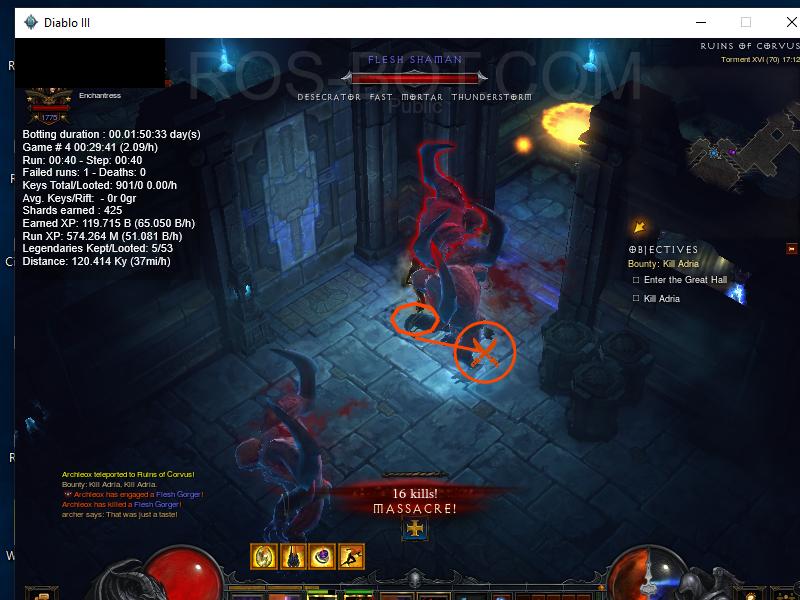 Diablo III
ROS-BOT.COM
Public
FLESH SHAMAN
DESECRATOR FAST MORTAR THUNDERSTORM
RUINS OF CORVUS
Torment XVI (70) 17:12
Enchantress
1775
Botting duration : 00.01:50:33 day(s)
Game # 4 00:29:41 (2.09/h)
Run: 00:40 - Step: 00:40
Failed runs: 1 - Deaths: 0
Keys Total/Looted: 901/0 0.00/h
Avg. Keys/Rift: - 0r 0gr
Shards earned : 425
Earned XP: 119.715 B (65.050 B/h)
Run XP: 574.264 M (51.081 B/h)
Legendaries Kept/Looted: 5/53
Distance: 120.414 Ky (37mi/h)
OBJECTIVES
Bounty: Kill Adria
Enter the Great Hall
Kill Adria
Archleox teleported to Ruins of Corvus!
Bounty: Kill Adria, Kill Adria.
Archleox has engaged a Flesh Gorger!
Archleox has killed a Flesh Gorger!
archer says: That was just a taste!
16 kills!
MASSACRE!